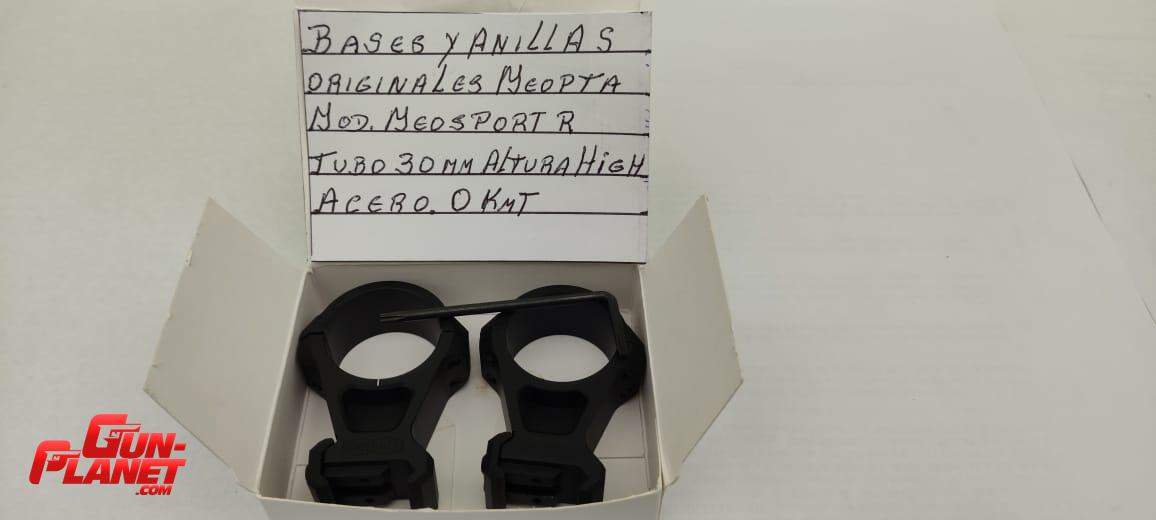 BASES Y ANILLAS
ORIGINALES MEOPTA
MOD. MEOSPORT R
TUBO 30 MM ALTURA HIGH
ACERO. 0 KMT
GUN-
PLANET
.COM